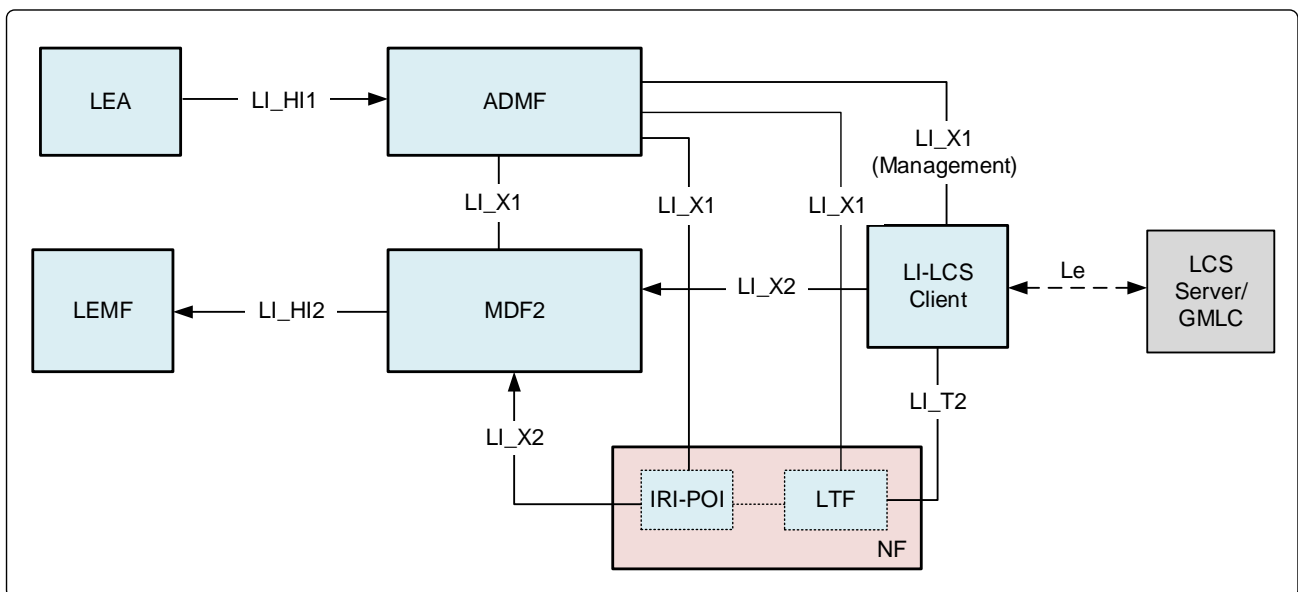 LEA
LI_HI1
ADMF
LI_X1
(Management)
LI_X1
LI_X1
LI_X1
LEMF
LI_HI2
MDF2
LI_X2
LI-LCS
Client
Le
LCS
Server/
GMLC
LI_T2
LI_X2
IRI-POI
LTF
NF